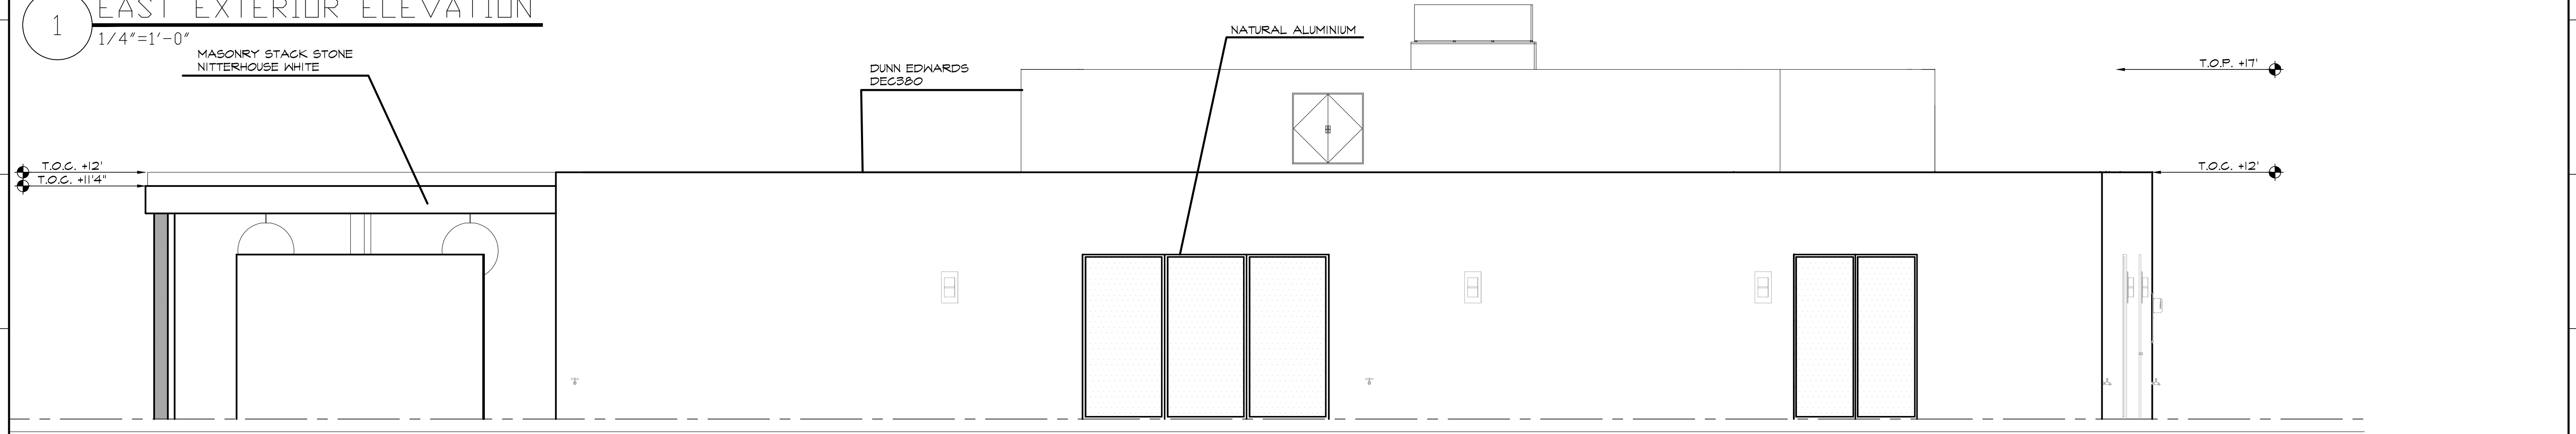 1
EAST EXTERIOR ELEVATION
1/4"=1'-0"
MASONRY STACK STONE
NITTERHOUSE WHITE
DUNN EDWARDS
DEC380
NATURAL ALUMINIUM
T.O.P. +17'
T.O.C. +12'
T.O.C. +11'4"
T.O.C. +12'